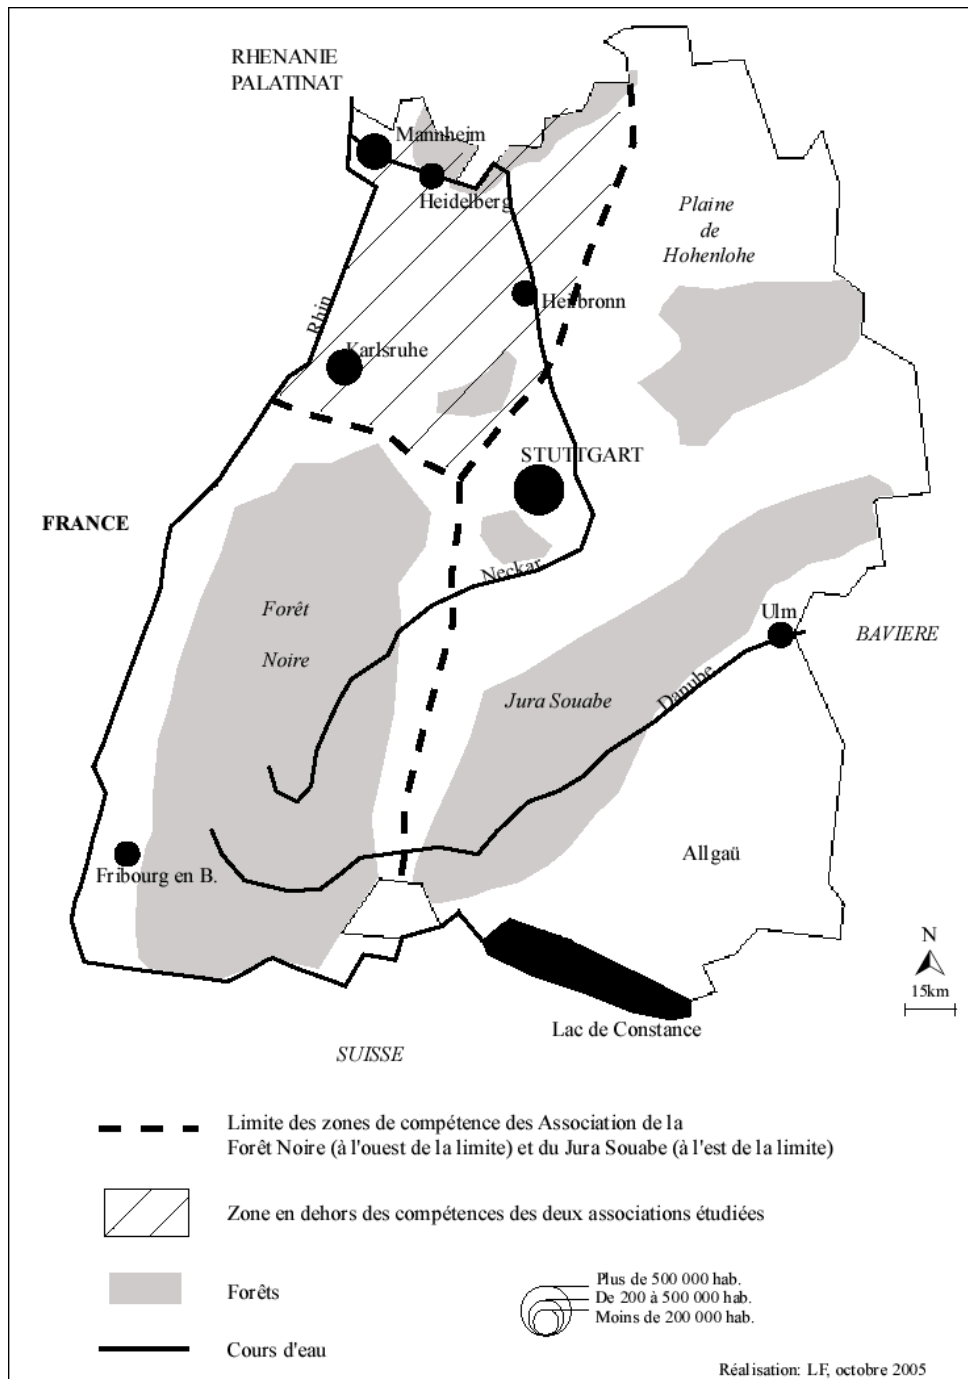 RHENANIE
PALATINAT
Mannheim
Heidelberg
Plaine
de
Hohenlohe
Rhin
Heilbronn
Karlsruhe
STUTTGART
FRANCE
Neckar
Forêt
Noire
Ulm
BAVIERE
Jura Souabe
Danube
Allgaü
Fribourg en B.
N
15km
Lac de Constance
SUISSE
Limite des zones de compétence des Association de la
Forêt Noire (à l'ouest de la limite) et du Jura Souabe (à l'est de la limite)
Zone en dehors des compétences des deux associations étudiées
Forêts
Plus de 500 000 hab.
De 200 à 500 000 hab.
Moins de 200 000 hab.
Cours d'eau
Réalisation: LF, octobre 2005